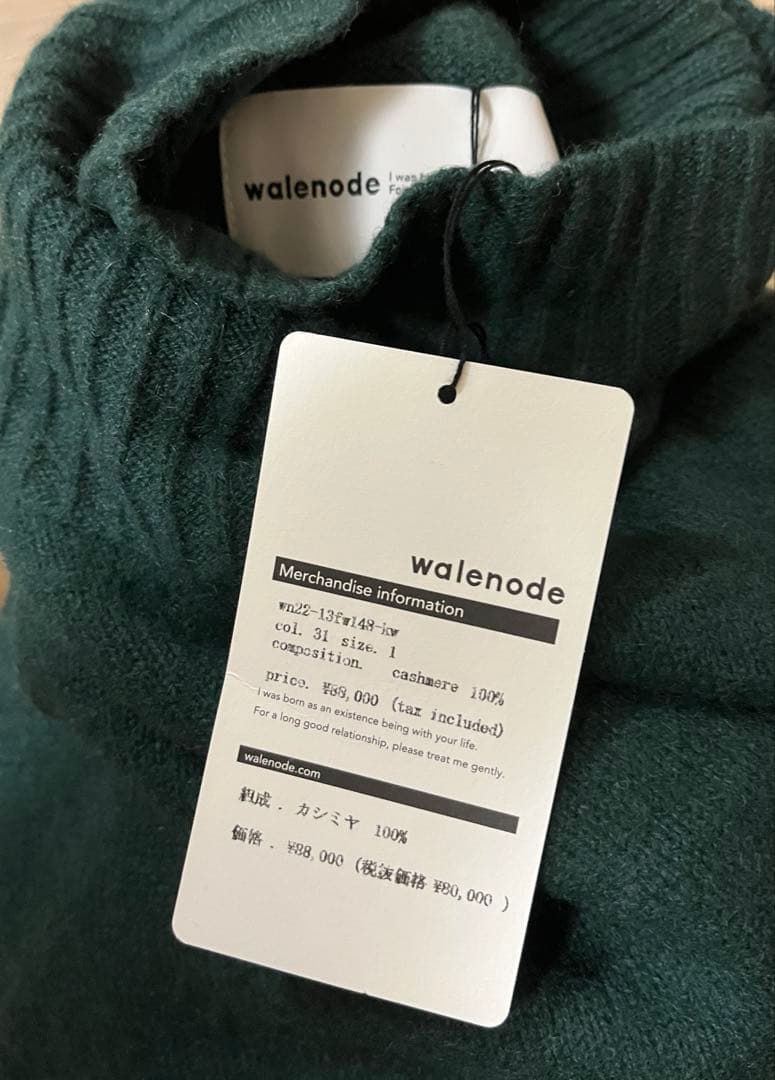 walenode
I was
walenode
Merchandise information
wn22-13fw148-kw
col. 31 size. 1
composition. cashmere 100%
price. ¥88,000 (tax included)
I was born as an existence being with your life.
For a long good relationship, please treat me gently.
walenode.com
組成 . カシミヤ 100%
価格 . ¥88,000 (税抜価格 ¥80,000 )